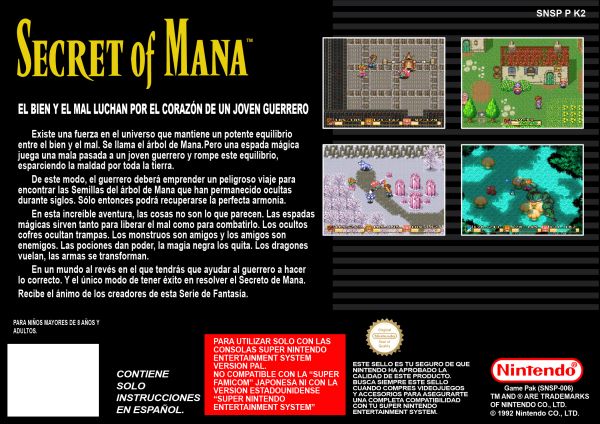 SNSP P K2
SECRET of MANA™
EL BIEN Y EL MAL LUCHAN POR EL CORAZÓN DE UN JOVEN GUERRERO
Existe una fuerza en el universo que mantiene un potente equilibrio
entre el bien y el mal. Se llama el árbol de Mana.Pero una espada mágica
juega una mala pasada a un joven guerrero y rompe este equilibrio,
esparciendo la maldad por toda la tierra.
De este modo, el guerrero deberá emprender un peligroso viaje para
encontrar las Semillas del árbol de Mana que han permanecido ocultas
durante siglos. Sólo entonces podrá recuperarse la perfecta armonía.
En esta increíble aventura, las cosas no son lo que parecen. Las espadas
mágicas sirven tanto para liberar el mal como para combatirlo. Los ocultos
cofres ocultan trampas. Los monstruos son amigos y los amigos son
enemigos. Las pociones dan poder, la magia negra los quita. Los dragones
vuelan, las armas se transforman.
En un mundo al revés en el que tendrás que ayudar al guerrero a hacer
lo correcto. Y el único modo de tener éxito en resolver el Secreto de Mana.
Recibe el ánimo de los creadores de esta Serie de Fantasía.
PARA NIÑOS MAYORES DE 8 AÑOS Y
ADULTOS.
CONTIENE
SOLO
INSTRUCCIONES
EN ESPAÑOL.
PARA UTILIZAR SOLO CON LAS
CONSOLAS SUPER NINTENDO
ENTERTAINMENT SYSTEM
VERSION PAL.
NO COMPATIBLE CON LA "SUPER
FAMICOM" JAPONESA NI CON LA
VERSION ESTADOUNIDENSE
"SUPER NINTENDO
ENTERTAINMENT SYSTEM"
Original
Nintendo
Seal of
Quality
ESTE SELLO ES TU SEGURO DE QUE
NINTENDO HA APROBADO LA
CALIDAD DE ESTE PRODUCTO.
BUSCA SIEMPRE ESTE SELLO
CUANDO COMPRES VIDEOJUEGOS
Y ACCESORIOS PARA ASEGURARTE
UNA COMPLETA COMPATIBILIDAD
CON TU SUPER NINTENDO
ENTERTAINMENT SYSTEM.
Nintendo®
Game Pak (SNSP-006)
TM AND ® ARE TRADEMARKS
OF NINTENDO CO., LTD.
© 1992 NINTENDO CO., LTD.